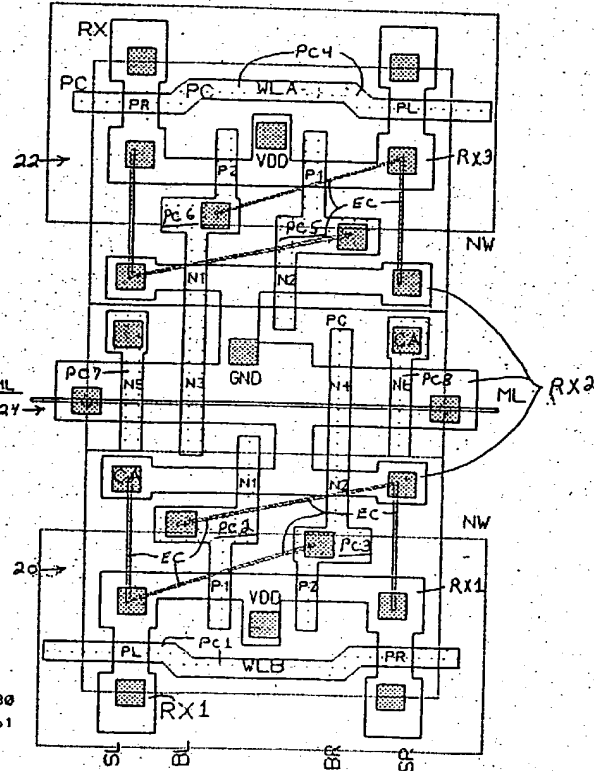 RX
PC4
PC
PC
WLA
PR
PL
VDD
P2
P1
RX3
22
EC
PC6
PC5
NW
N1
N2
PC
CA
PC7
GND
N5
N3
N4
N6
PC8
ML
24
ML
RX2
CA
N1
N2
PC2
EC
NW
EC
PC3
20
P1
P2
VDD
RX1
PC1
PL
WLB
PR
RX1
SL
BL
BR
SR